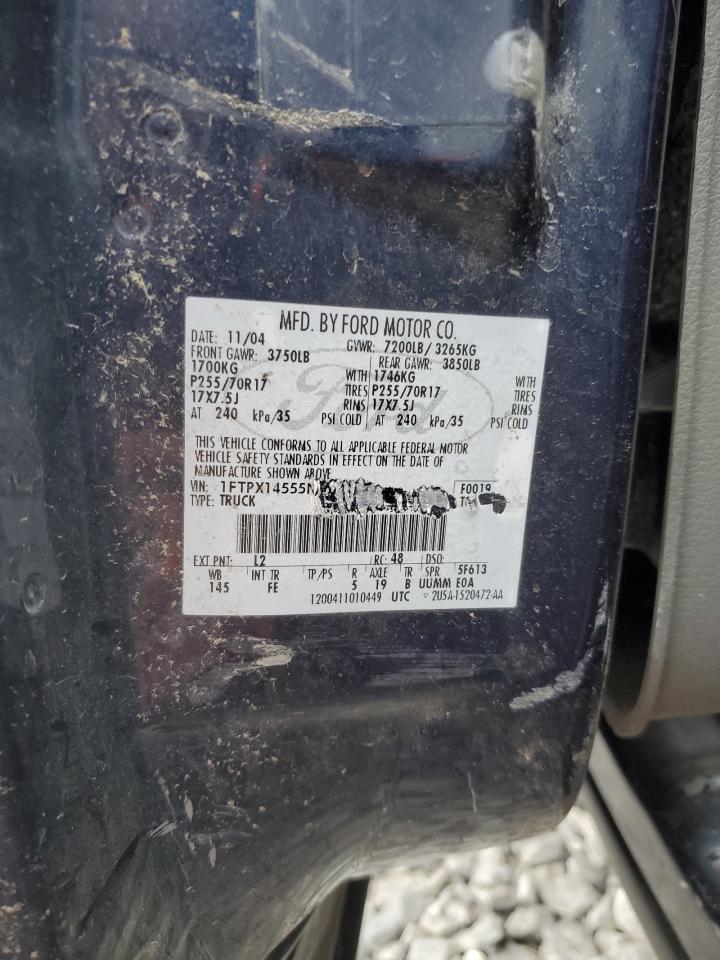 MFD. BY FORD MOTOR CO.
DATE: 11/04 GVWR: 7200LB/ 3265KG
FRONT GAWR: 3750LB REAR GAWR: 3850LB
1700KG WITH 1746KG WITH
P255/70R17 TIRES P255/70R17 TIRES
17X7.5J RIMS 17X7.5J RIMS
AT 240 kPa/35 PSI COLD AT 240 kPa/35 PSI COLD
THIS VEHICLE CONFORMS TO ALL APPLICABLE FEDERAL MOTOR
VEHICLE SAFETY STANDARDS IN EFFECT ON THE DATE OF
MANUFACTURE SHOWN ABOVE
VIN: 1FTPX14555N F0019
TYPE: TRUCK
EXT PNT: L2 RC: 48 DSO:
WB INT TR TP/PS R AXLE TR SPR 5F613
145 FE 5 19 B UUMM E0A
1200411010449 UTC ▽ 2U5A-1520472-AA
Ford